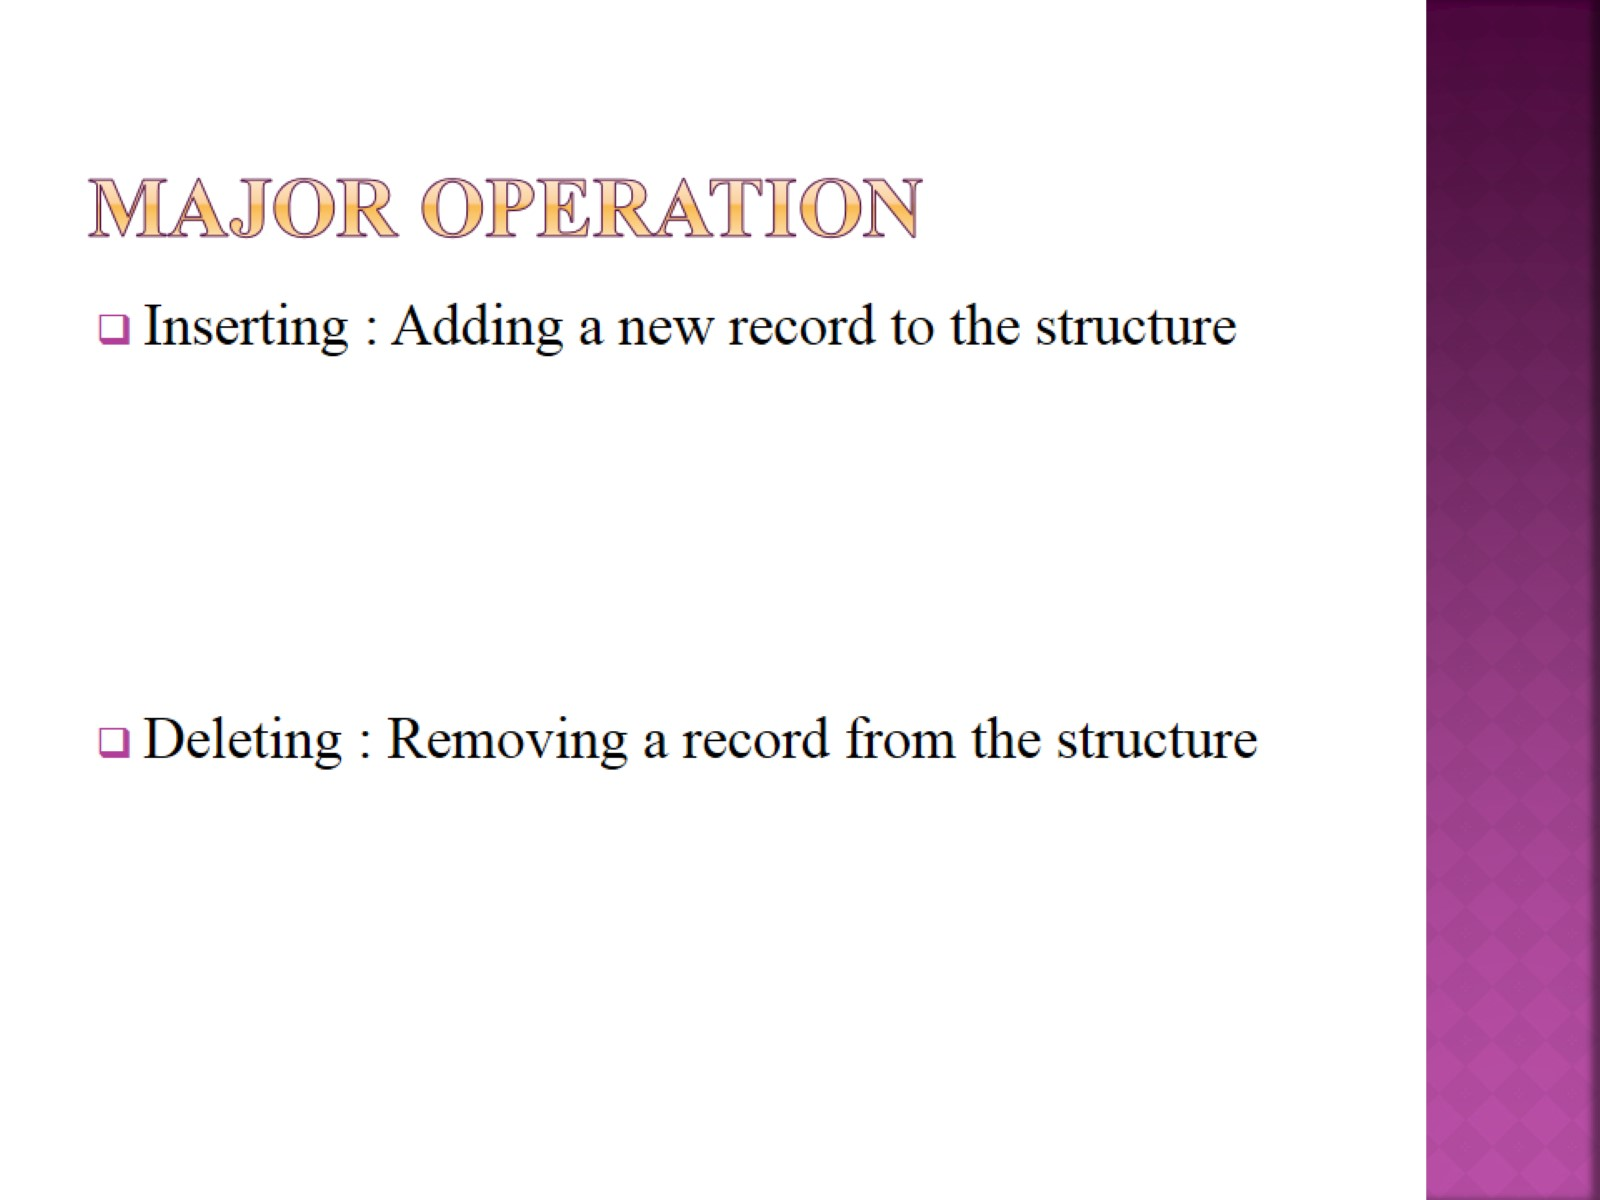 MAJOR OPERATION
Inserting : Adding a new record to the structure
Deleting : Removing a record from the structure